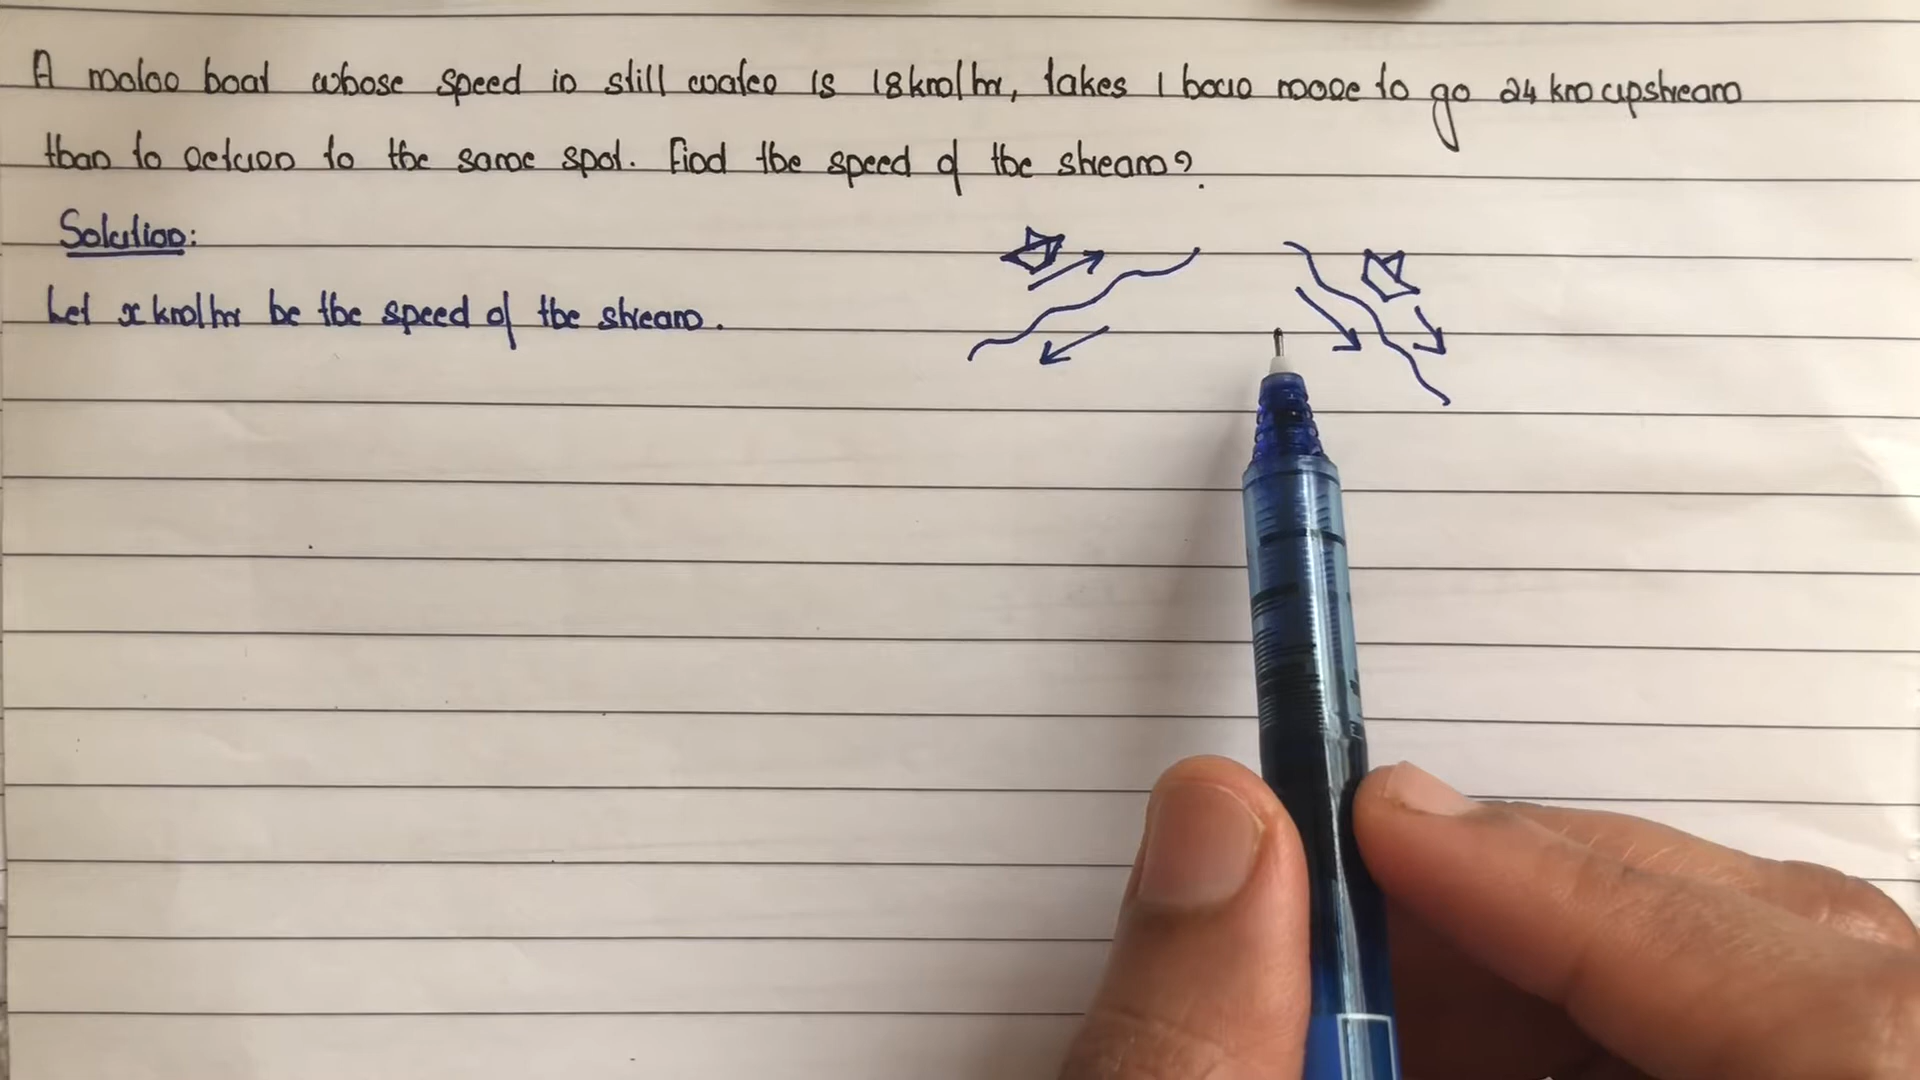 A motor boat whose speed in still water is 18km/hr, takes 1 hour more to go 24 km upstream
than to return to the same spot. Find the speed of the stream?
Solution:
Let x km/hr be the speed of the stream.